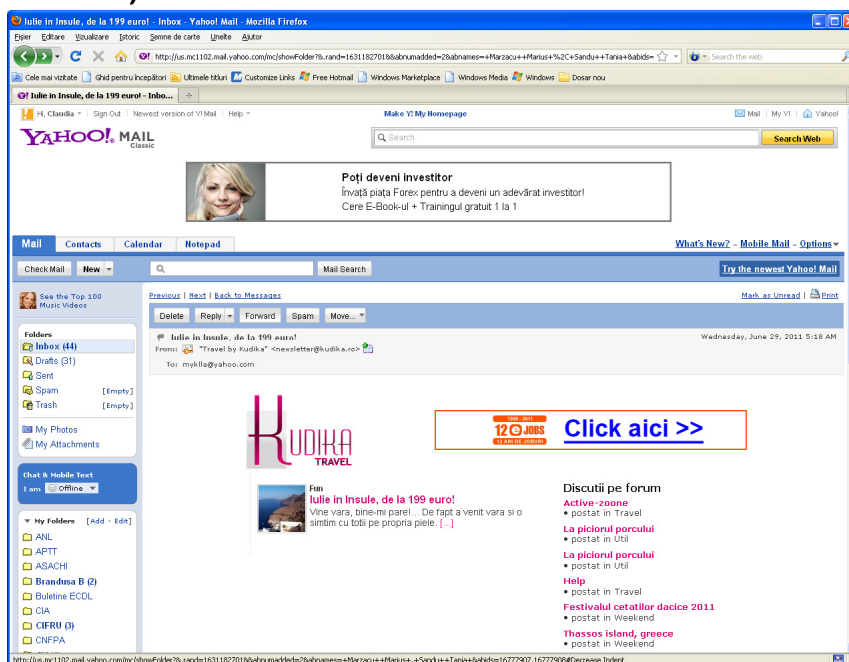 Iulie in Insule, de la 199 euro! - Inbox - Yahoo! Mail - Mozilla Firefox
Fişier Editare Vizualizare Istoric Semne de carte Unelte Ajutor
http://us.mc1102.mail.yahoo.com/mc/showFolder?&.rand=1631182701&&abnumadded=2&abnames=+Marzacu++Marius+%2C+Sandu++Tania+&abids=
Search the web
Cele mai vizitate Ghid pentru începători Ultimele titluri Customize Links Free Hotmail Windows Marketplace Windows Media Windows Dosar nou
Iulie in Insule, de la 199 euro! - Inbo...
Hi, Claudia Sign Out Newest version of Y! Mail Help Make Y! My Homepage Mail My Y! Yahoo!
YAHOO! MAIL
Classic
Search Search Web
Poți deveni investitor
Învață piața Forex pentru a deveni un adevărat investitor!
Cere E-Book-ul + Trainingul gratuit 1 la 1
Mail Contacts Calendar Notepad What's New? - Mobile Mail - Options
Check Mail New Mail Search Try the newest Yahoo! Mail
See the Top 100
Music Videos
Previous | Next | Back to Messages Mark as Unread | Print
Delete Reply Forward Spam Move...
Iulie in Insule, de la 199 euro! Wednesday, June 29, 2011 5:18 AM
From: "Travel by Kudika" <newsletter@kudika.ro>
To: myklla@yahoo.com
Folders
Inbox (44)
Drafts (31)
Sent
Spam [Empty]
Trash [Empty]
My Photos
My Attachments
Chat & Mobile Text
I am Offline
My Folders [Add - Edit]
ANL
APTT
ASACHI
Brandusa B (2)
Buletine ECDL
CIA
CIFRU (3)
CNFPA
KUDIKA
TRAVEL
1999 - 2011
12 EJOBS
12 ANI DE JOBURI
Click aici >>
Fun
Iulie in Insule, de la 199 euro!
Vine vara, bine-mi pare!... De fapt a venit vara si o
simtim cu totii pe propria piele. [...]
Discutii pe forum
Active-zoone
• postat in Travel
La piciorul porcului
• postat in Util
La piciorul porcului
• postat in Util
Help
• postat in Travel
Festivalul cetatilor dacice 2011
• postat in Weekend
Thassos island, greece
• postat in Weekend